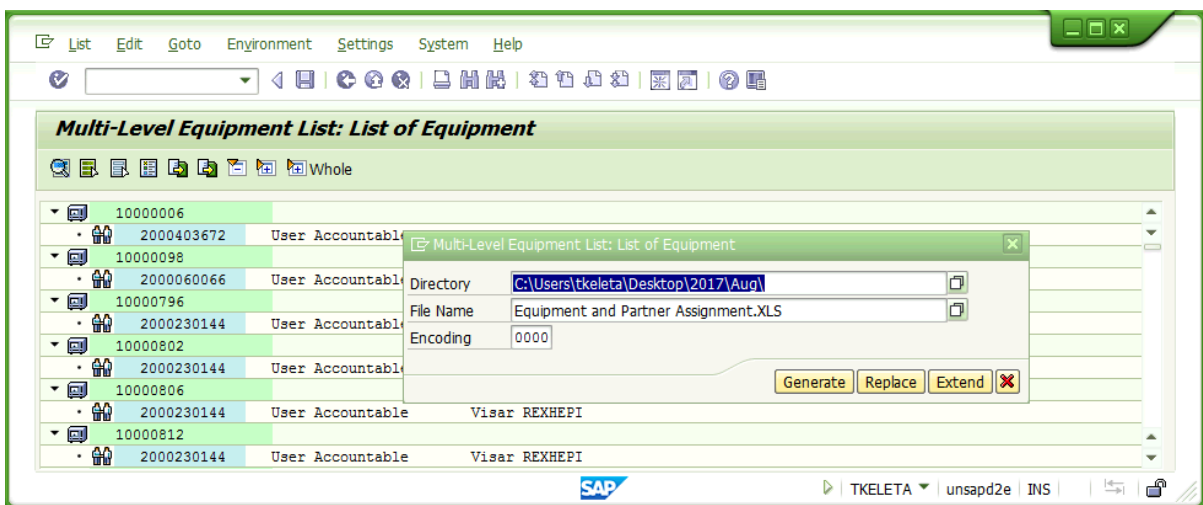 List Edit Goto Environment Settings System Help
Multi-Level Equipment List: List of Equipment
Whole
10000006
2000403672 User Accountable
Multi-Level Equipment List: List of Equipment
10000098
2000060066 User Accountable
Directory C:\Users\tkeleta\Desktop\2017\Aug\
10000796
File Name Equipment and Partner Assignment.XLS
2000230144 User Accountable
Encoding 0000
10000802
2000230144 User Accountable
Generate Replace Extend
10000806
2000230144 User Accountable Visar REXHEPI
10000812
2000230144 User Accountable Visar REXHEPI
SAP TKELETA unsapd2e INS